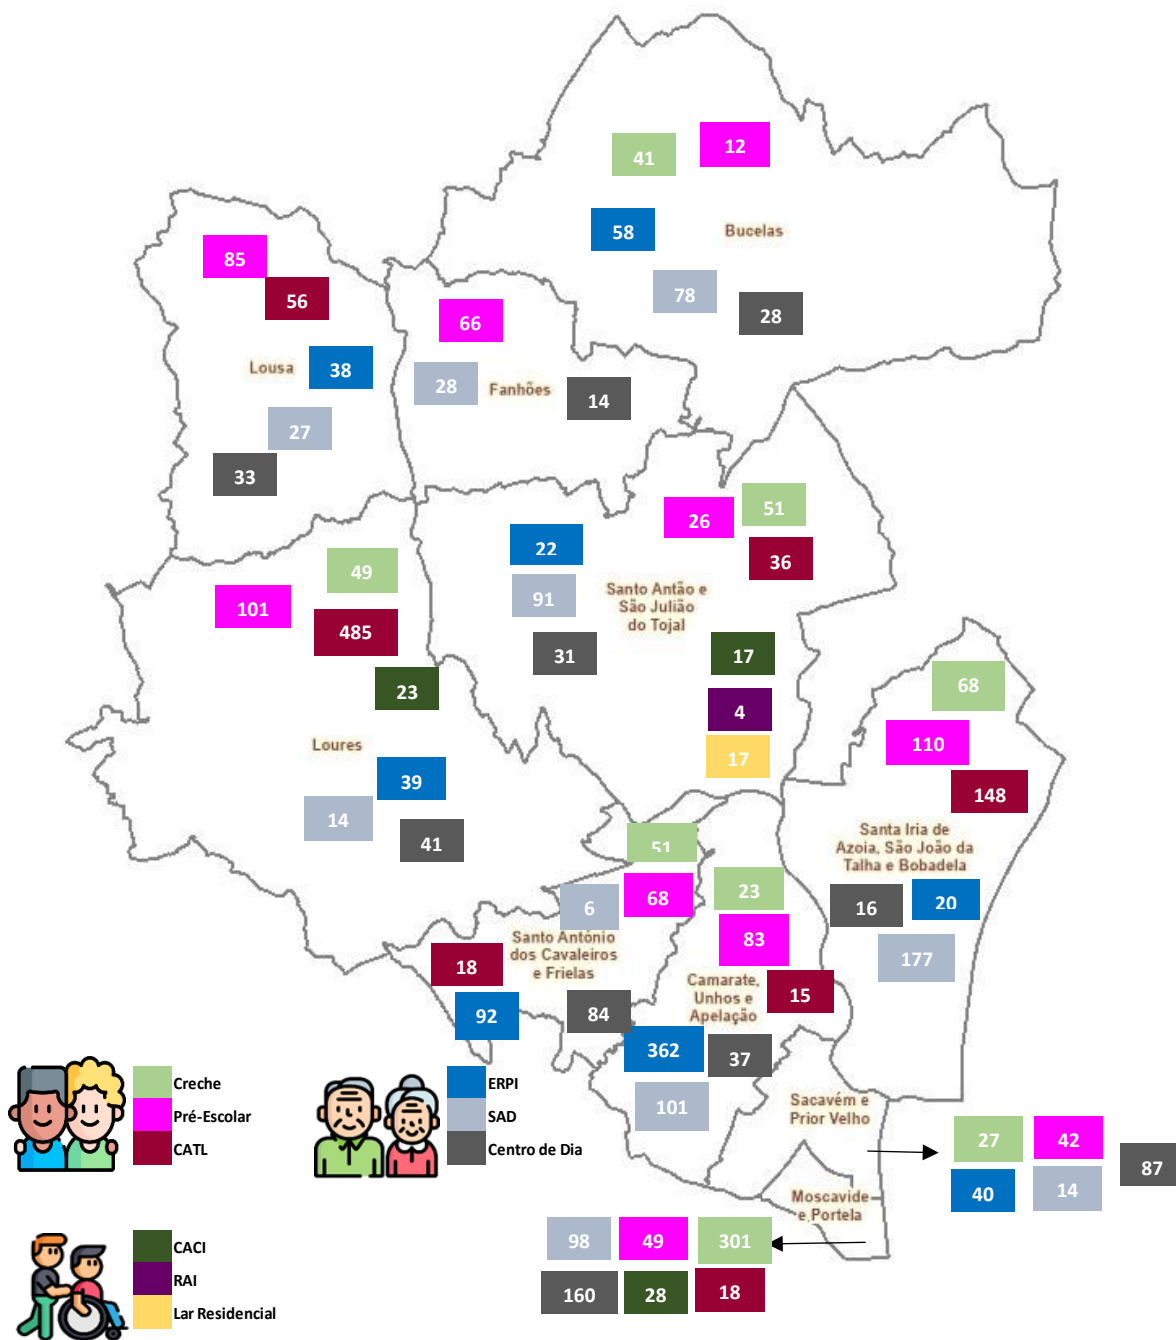 41
12
58
Bucelas
78
28
85
56
Lousa
38
27
33
66
28
Fanhões
14
26
51
36
22
91
31
Santo Antão e
São Julião
do Tojal
17
4
17
49
101
485
23
Loures
39
14
41
68
110
148
Santa Iria de
Azoia, São João da
Talha e Bobadela
16
20
177
51
68
6
Santo António
dos Cavaleiros
e Frielas
18
92
84
23
83
Camarate,
Unhos e
Apelação
15
362
37
101
Sacavém e
Prior Velho
27
42
87
40
14
Moscavide
e Portela
98
49
301
160
28
18
Creche
Pré-Escolar
CATL
ERPI
SAD
Centro de Dia
CACI
RAI
Lar Residencial